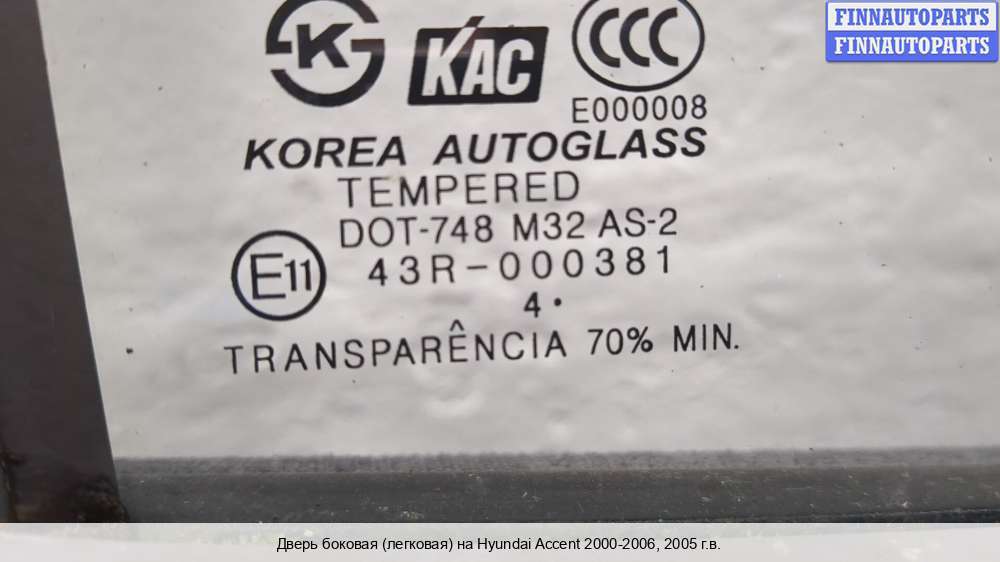 FINNAUTOPARTS
FINNAUTOPARTS
K KAC CCC
E000008
KOREA AUTOGLASS
TEMPERED
DOT-748 M32 AS-2
E11 43R-000381
4 •
TRANSPARÊNCIA 70% MIN.
Дверь боковая (легковая) на Hyundai Accent 2000-2006, 2005 г.в.